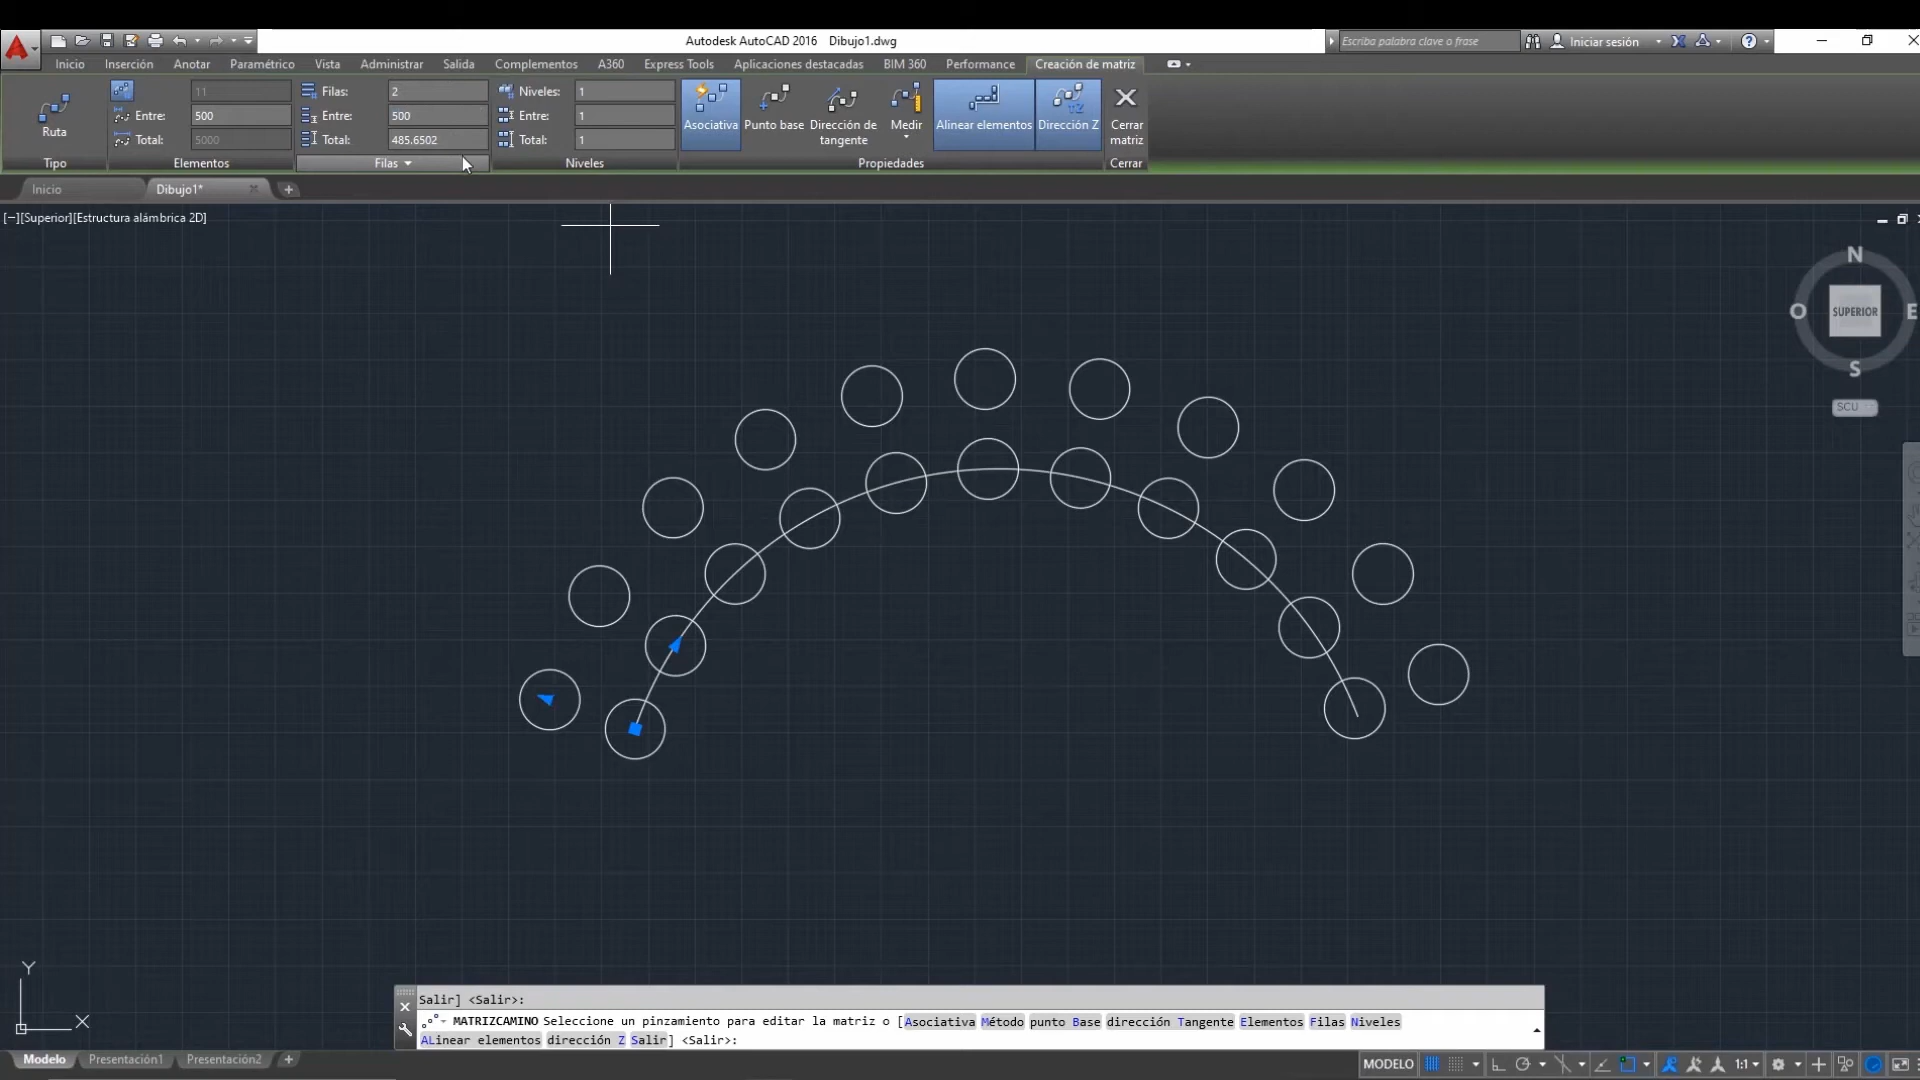 Autodesk AutoCAD 2016 Dibujo1.dwg
Escriba palabra clave o frase
Iniciar sesión
Inicio Inserción Anotar Paramétrico Vista Administrar Salida Complementos A360 Express Tools Aplicaciones destacadas BIM 360 Performance Creación de matriz
11 Filas: 2 Niveles: 1
Entre: 500 Entre: 500 Entre: 1
Total: 5000 Total: 485.6502 Total: 1
Ruta
Asociativa Punto base Dirección de tangente Medir Alinear elementos Dirección Z Cerrar matriz
Tipo Elementos Filas Niveles Propiedades Cerrar
Inicio Dibujo1*
[−][Superior][Estructura alámbrica 2D]
N
O SUPERIOR E
S
SCU
Y
X
Salir] <Salir>:
MATRIZCAMINO Seleccione un pinzamiento para editar la matriz o [Asociativa Método punto Base dirección Tangente Elementos Filas Niveles
ALinear elementos dirección Z Salir] <Salir>:
Modelo Presentación1 Presentación2 +
MODELO 1:1